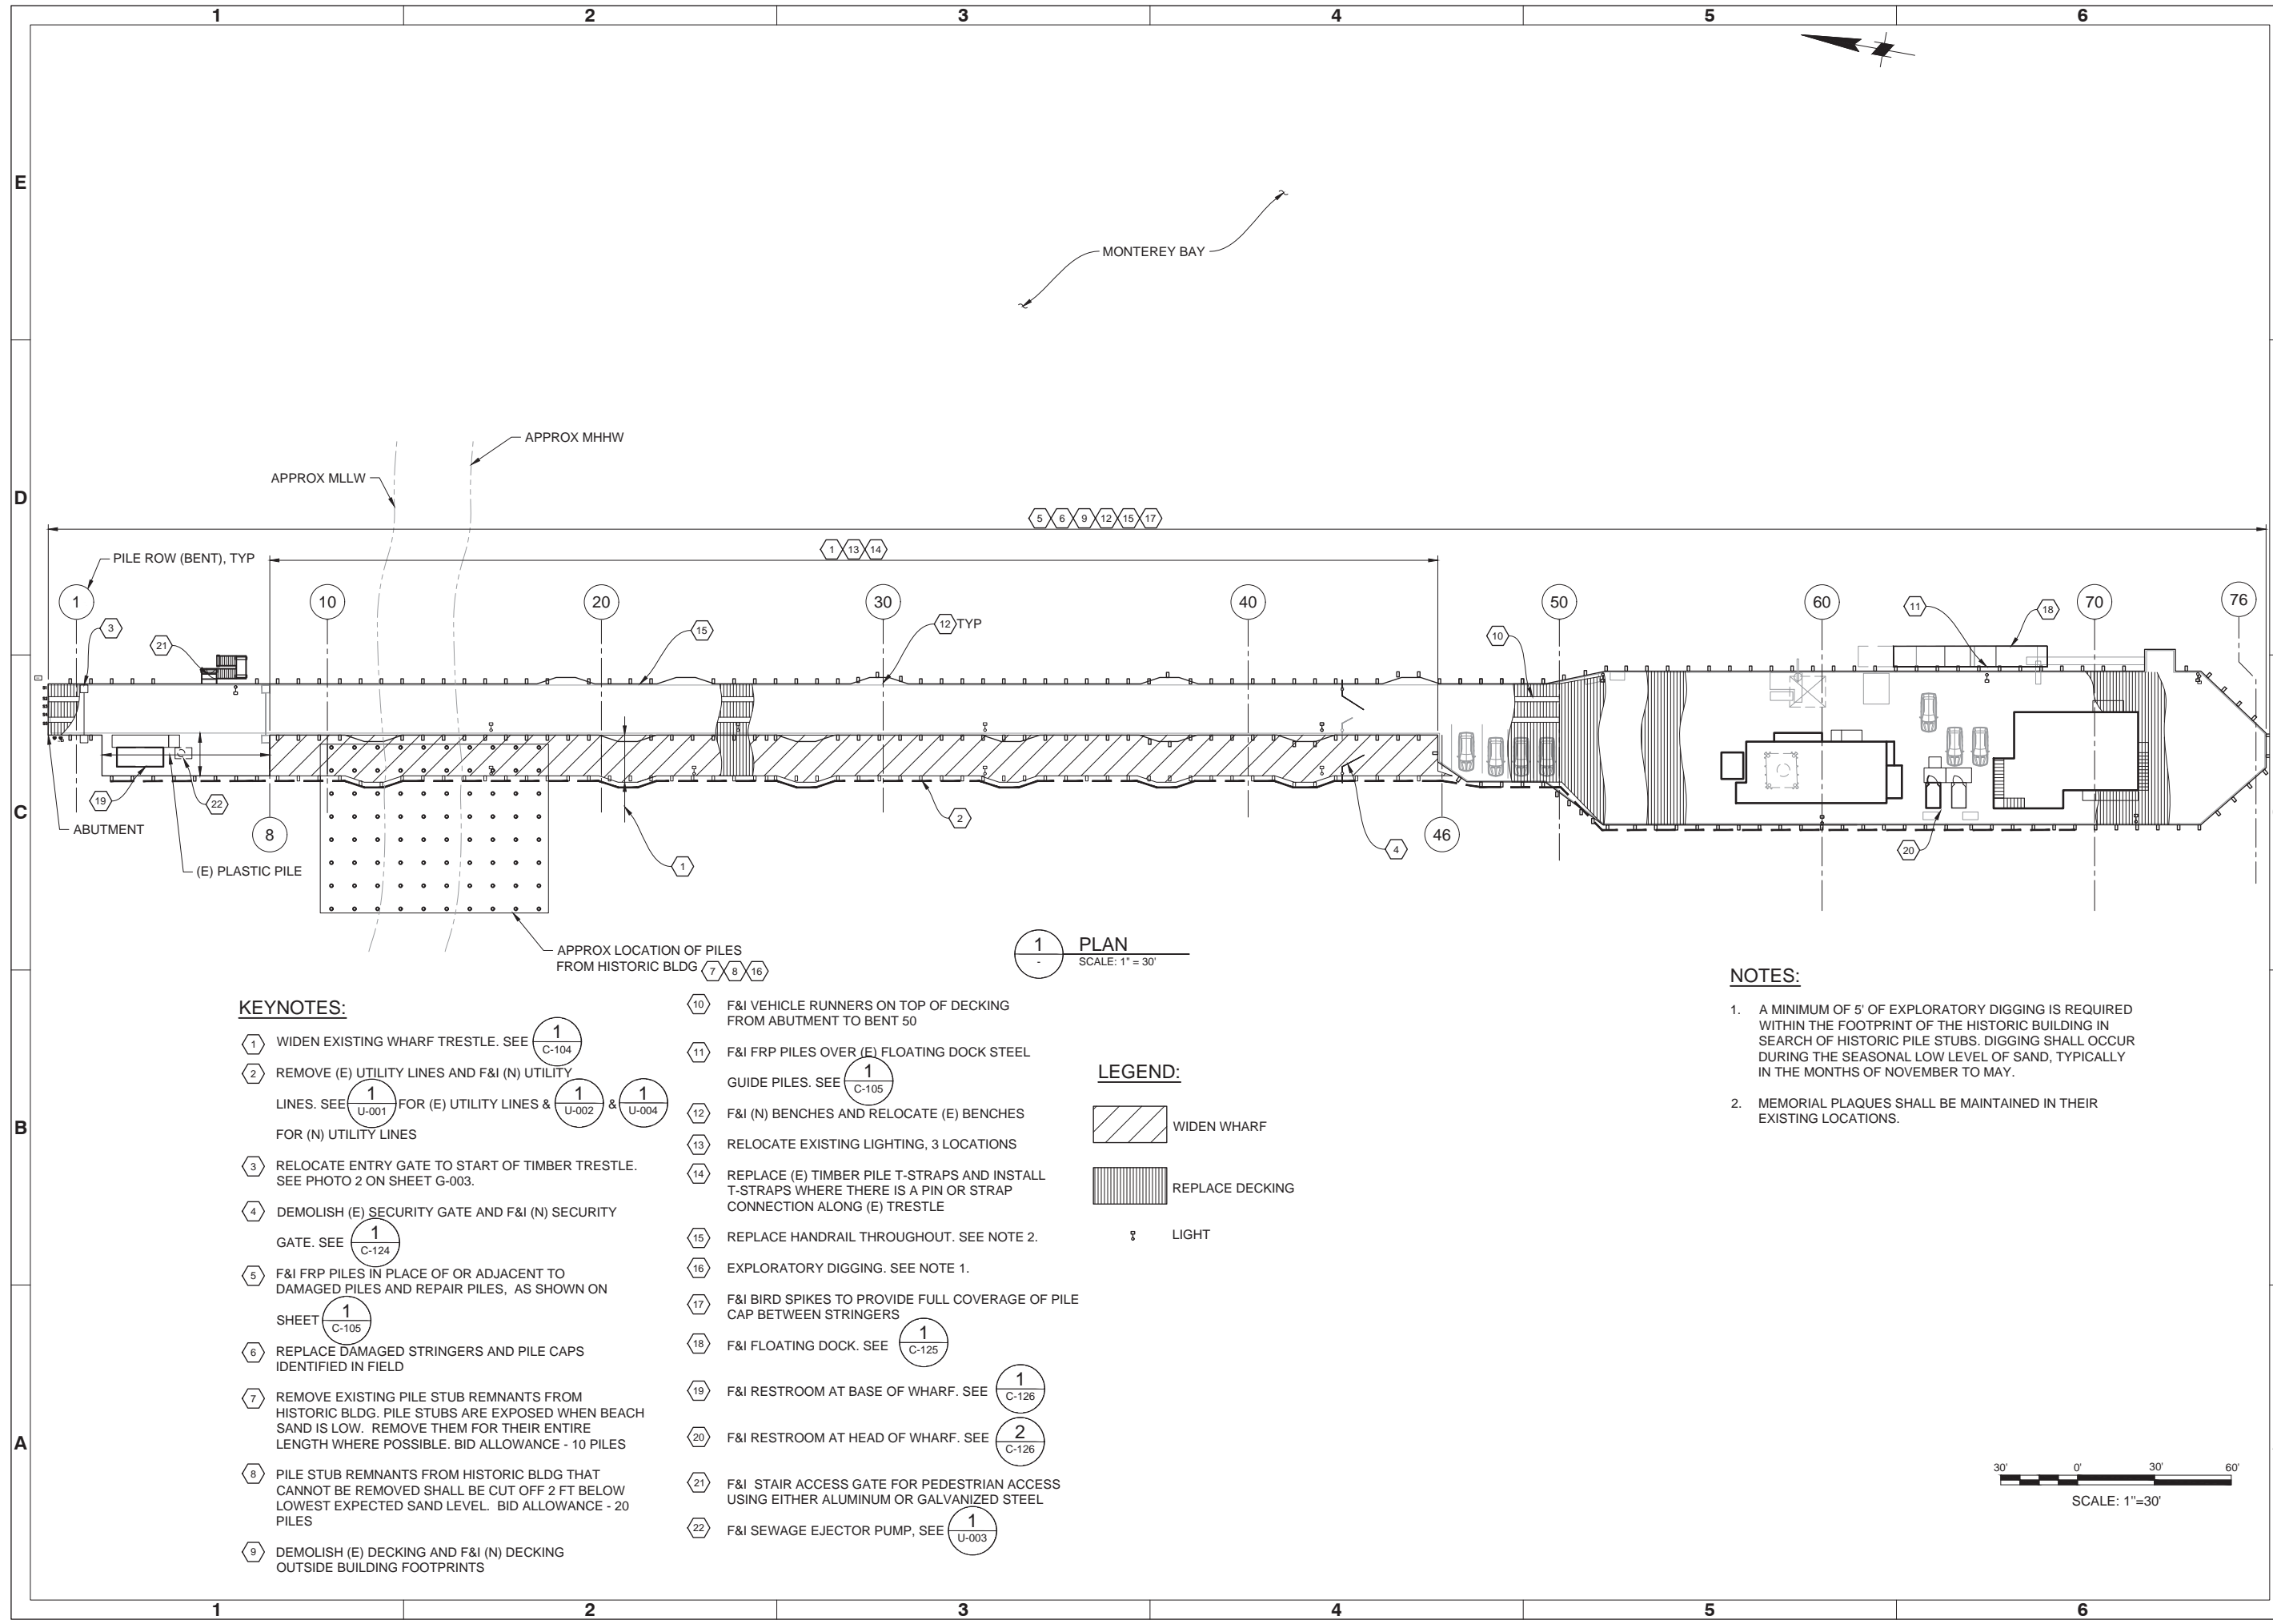 1 2 3 4 5 6
E
D
C
B
A
MONTEREY BAY
APPROX MHHW
APPROX MLLW
5 6 9 12 15 17
PILE ROW (BENT), TYP
1 13 14
1 10 20 30 40 50 60 70 76
3
21
15
12 TYP
10
11
18
19
22
ABUTMENT
8
2
1
4
46
20
(E) PLASTIC PILE
APPROX LOCATION OF PILES
FROM HISTORIC BLDG 7 8 16
1
-
PLAN
SCALE: 1" = 30'
KEYNOTES:
1 WIDEN EXISTING WHARF TRESTLE. SEE 1 C-104
2 REMOVE (E) UTILITY LINES AND F&I (N) UTILITY
LINES. SEE 1 U-001 FOR (E) UTILITY LINES & 1 U-002 & 1 U-004
FOR (N) UTILITY LINES
3 RELOCATE ENTRY GATE TO START OF TIMBER TRESTLE.
SEE PHOTO 2 ON SHEET G-003.
4 DEMOLISH (E) SECURITY GATE AND F&I (N) SECURITY
GATE. SEE 1 C-124
5 F&I FRP PILES IN PLACE OF OR ADJACENT TO
DAMAGED PILES AND REPAIR PILES, AS SHOWN ON
SHEET 1 C-105
6 REPLACE DAMAGED STRINGERS AND PILE CAPS
IDENTIFIED IN FIELD
7 REMOVE EXISTING PILE STUB REMNANTS FROM
HISTORIC BLDG. PILE STUBS ARE EXPOSED WHEN BEACH
SAND IS LOW. REMOVE THEM FOR THEIR ENTIRE
LENGTH WHERE POSSIBLE. BID ALLOWANCE - 10 PILES
8 PILE STUB REMNANTS FROM HISTORIC BLDG THAT
CANNOT BE REMOVED SHALL BE CUT OFF 2 FT BELOW
LOWEST EXPECTED SAND LEVEL. BID ALLOWANCE - 20
PILES
9 DEMOLISH (E) DECKING AND F&I (N) DECKING
OUTSIDE BUILDING FOOTPRINTS
10 F&I VEHICLE RUNNERS ON TOP OF DECKING
FROM ABUTMENT TO BENT 50
11 F&I FRP PILES OVER (E) FLOATING DOCK STEEL
GUIDE PILES. SEE 1 C-105
12 F&I (N) BENCHES AND RELOCATE (E) BENCHES
13 RELOCATE EXISTING LIGHTING, 3 LOCATIONS
14 REPLACE (E) TIMBER PILE T-STRAPS AND INSTALL
T-STRAPS WHERE THERE IS A PIN OR STRAP
CONNECTION ALONG (E) TRESTLE
15 REPLACE HANDRAIL THROUGHOUT. SEE NOTE 2.
16 EXPLORATORY DIGGING. SEE NOTE 1.
17 F&I BIRD SPIKES TO PROVIDE FULL COVERAGE OF PILE
CAP BETWEEN STRINGERS
18 F&I FLOATING DOCK. SEE 1 C-125
19 F&I RESTROOM AT BASE OF WHARF. SEE 1 C-126
20 F&I RESTROOM AT HEAD OF WHARF. SEE 2 C-126
21 F&I STAIR ACCESS GATE FOR PEDESTRIAN ACCESS
USING EITHER ALUMINUM OR GALVANIZED STEEL
22 F&I SEWAGE EJECTOR PUMP, SEE 1 U-003
LEGEND:
WIDEN WHARF
REPLACE DECKING
LIGHT
NOTES:
1. A MINIMUM OF 5' OF EXPLORATORY DIGGING IS REQUIRED
WITHIN THE FOOTPRINT OF THE HISTORIC BUILDING IN
SEARCH OF HISTORIC PILE STUBS. DIGGING SHALL OCCUR
DURING THE SEASONAL LOW LEVEL OF SAND, TYPICALLY
IN THE MONTHS OF NOVEMBER TO MAY.
2. MEMORIAL PLAQUES SHALL BE MAINTAINED IN THEIR
EXISTING LOCATIONS.
30' 0' 30' 60'
SCALE: 1"=30'
1 2 3 4 5 6